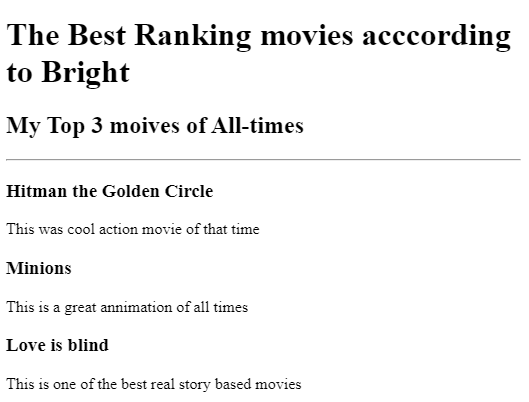 The Best Ranking movies acccording
to Bright
My Top 3 moives of All-times
Hitman the Golden Circle
This was cool action movie of that time
Minions
This is a great annimation of all times
Love is blind
This is one of the best real story based movies